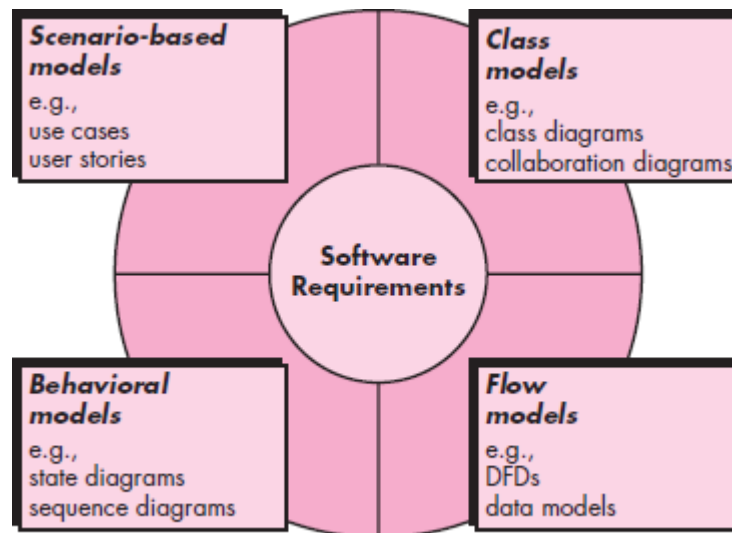 Scenario-based
models
e.g.,
use cases
user stories
Class
models
e.g.,
class diagrams
collaboration diagrams
Software
Requirements
Behavioral
models
e.g.,
state diagrams
sequence diagrams
Flow
models
e.g.,
DFDs
data models